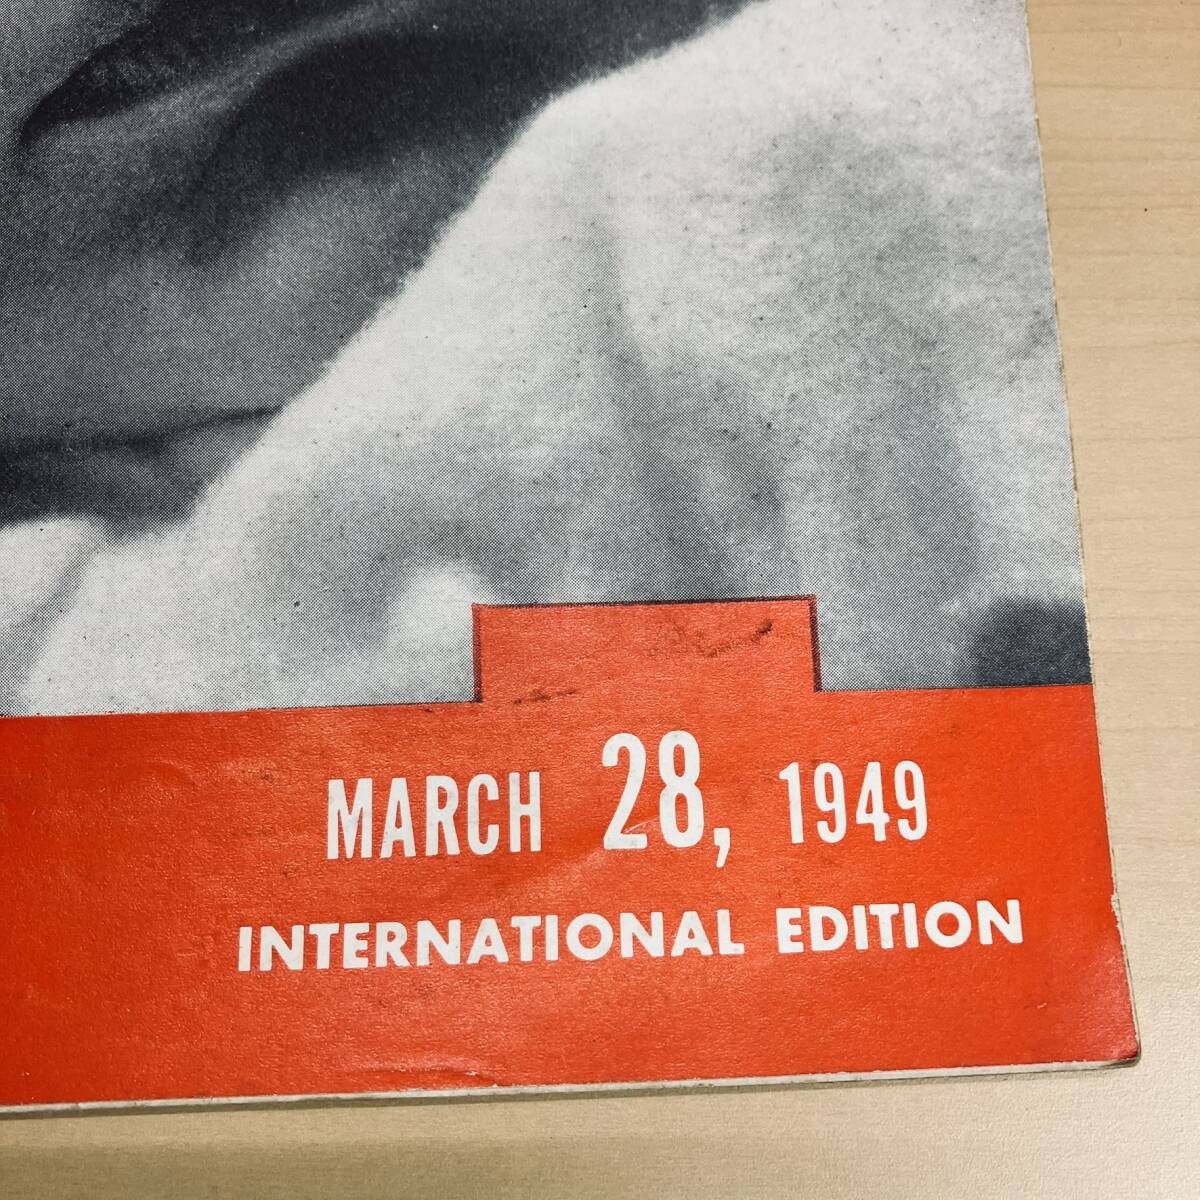 MARCH 28, 1949
INTERNATIONAL EDITION